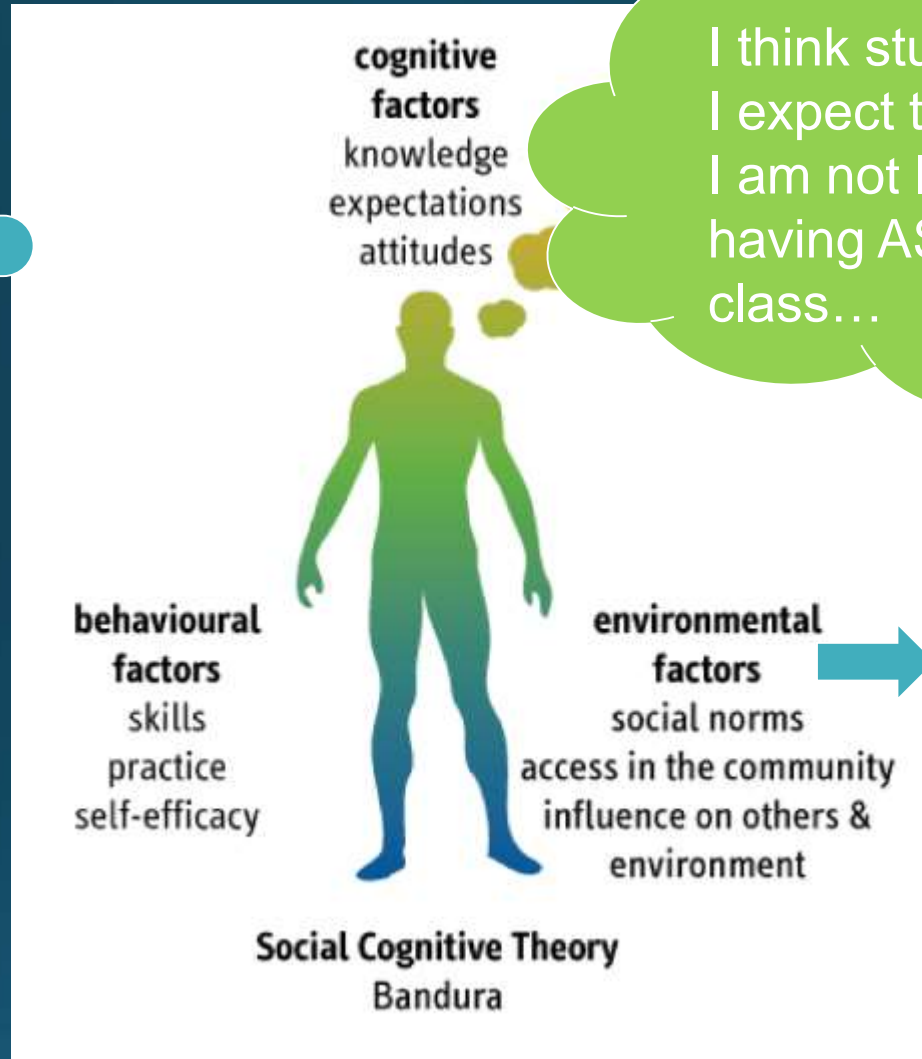 cognitive
factors
knowledge
expectations
attitudes
I think
I expect
I am not
having
class…
behavioural
factors
skills
practice
self-efficacy
environmental
factors
social norms
access in the community
influence on others &
environment
Social Cognitive Theory
Bandura